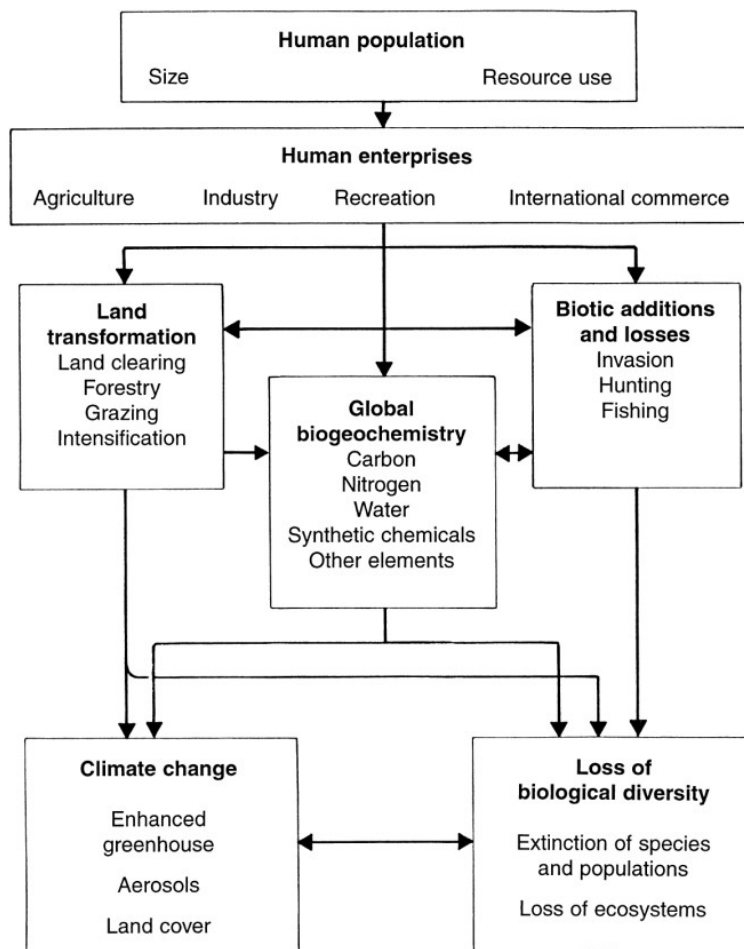 Human population
Size Resource use
Human enterprises
Agriculture Industry Recreation International commerce
Land
transformation
Land clearing
Forestry
Grazing
Intensification
Biotic additions
and losses
Invasion
Hunting
Fishing
Global
biogeochemistry
Carbon
Nitrogen
Water
Synthetic chemicals
Other elements
Climate change
Enhanced
greenhouse
Aerosols
Land cover
Loss of
biological diversity
Extinction of species
and populations
Loss of ecosystems